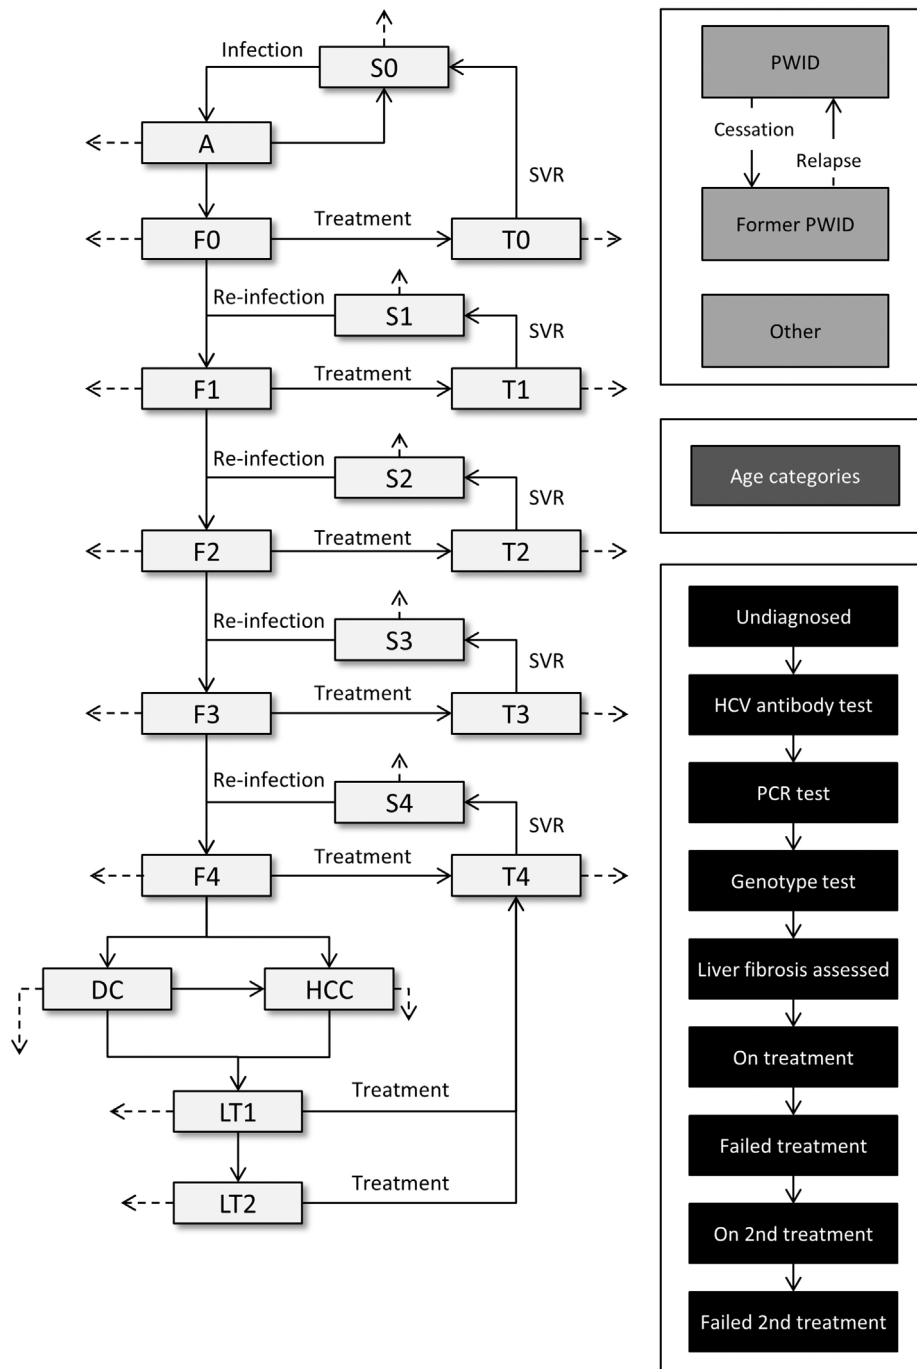 Infection
S0
A
SVR
F0
Treatment
T0
Re-infection
S1
SVR
F1
Treatment
T1
Re-infection
S2
SVR
F2
Treatment
T2
Re-infection
S3
SVR
F3
Treatment
T3
Re-infection
S4
SVR
F4
Treatment
T4
DC
HCC
LT1
Treatment
LT2
Treatment
PWID
Cessation
Relapse
Former PWID
Other
Age categories
Undiagnosed
HCV antibody test
PCR test
Genotype test
Liver fibrosis assessed
On treatment
Failed treatment
On 2nd treatment
Failed 2nd treatment